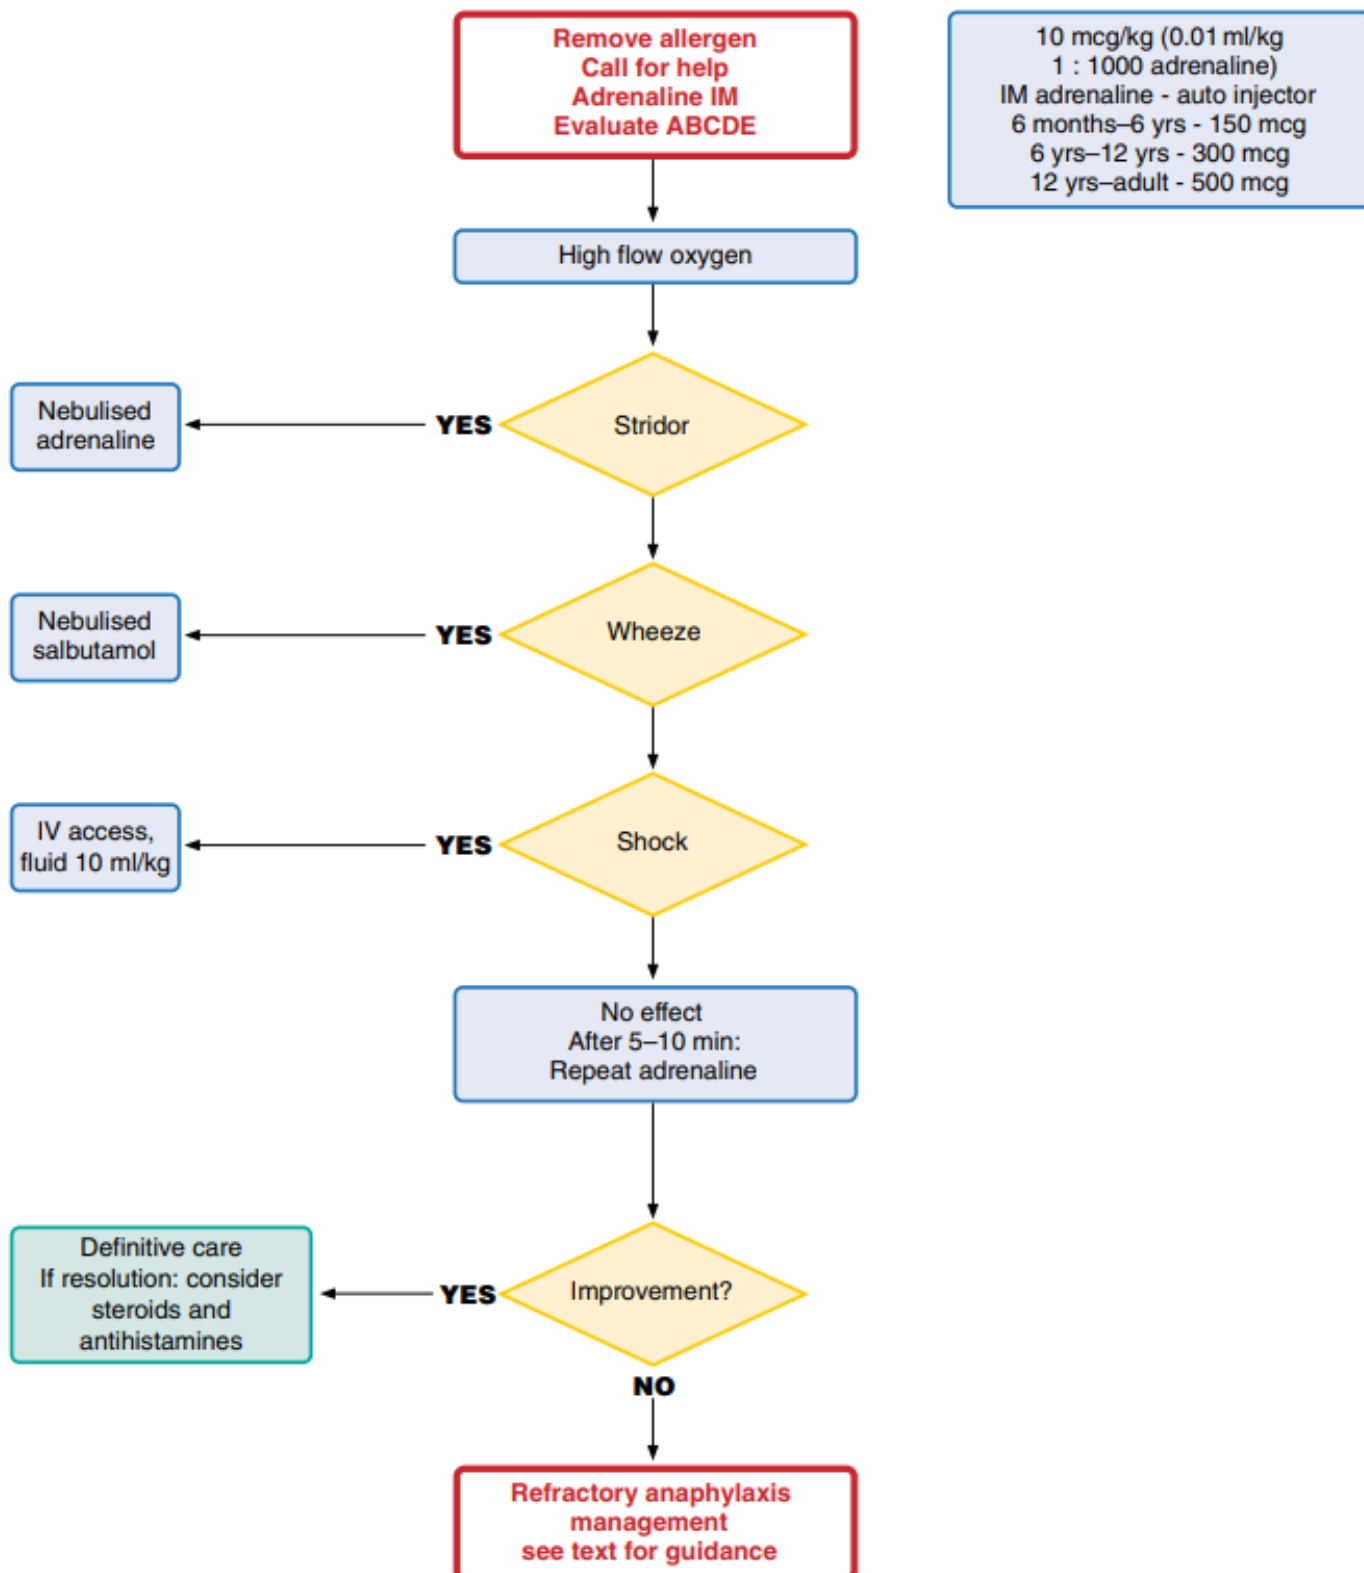 Remove allergen
Call for help
Adrenaline IM
Evaluate ABCDE
10 mcg/kg (0.01 ml/kg
1 : 1000 adrenaline)
IM adrenaline - auto injector
6 months–6 yrs - 150 mcg
6 yrs–12 yrs - 300 mcg
12 yrs–adult - 500 mcg
High flow oxygen
Stridor
YES
Nebulised
adrenaline
Wheeze
YES
Nebulised
salbutamol
Shock
YES
IV access,
fluid 10 ml/kg
No effect
After 5–10 min:
Repeat adrenaline
Improvement?
YES
Definitive care
If resolution: consider
steroids and
antihistamines
NO
Refractory anaphylaxis
management
see text for guidance